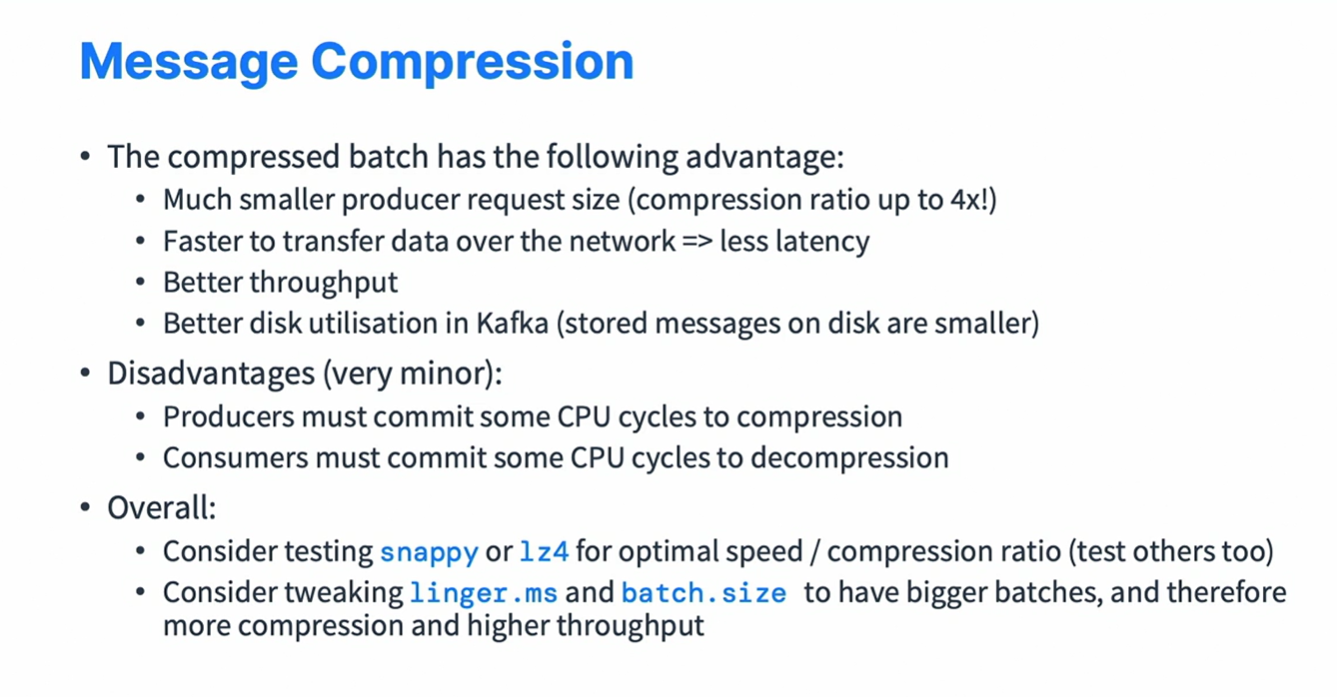 Message Compression
• The compressed batch has the following advantage:
• Much smaller producer request size (compression ratio up to 4x!)
• Faster to transfer data over the network => less latency
• Better throughput
• Better disk utilisation in Kafka (stored messages on disk are smaller)
• Disadvantages (very minor):
• Producers must commit some CPU cycles to compression
• Consumers must commit some CPU cycles to decompression
• Overall:
• Consider testing snappy or lz4 for optimal speed / compression ratio (test others too)
• Consider tweaking linger.ms and batch.size to have bigger batches, and therefore
more compression and higher throughput